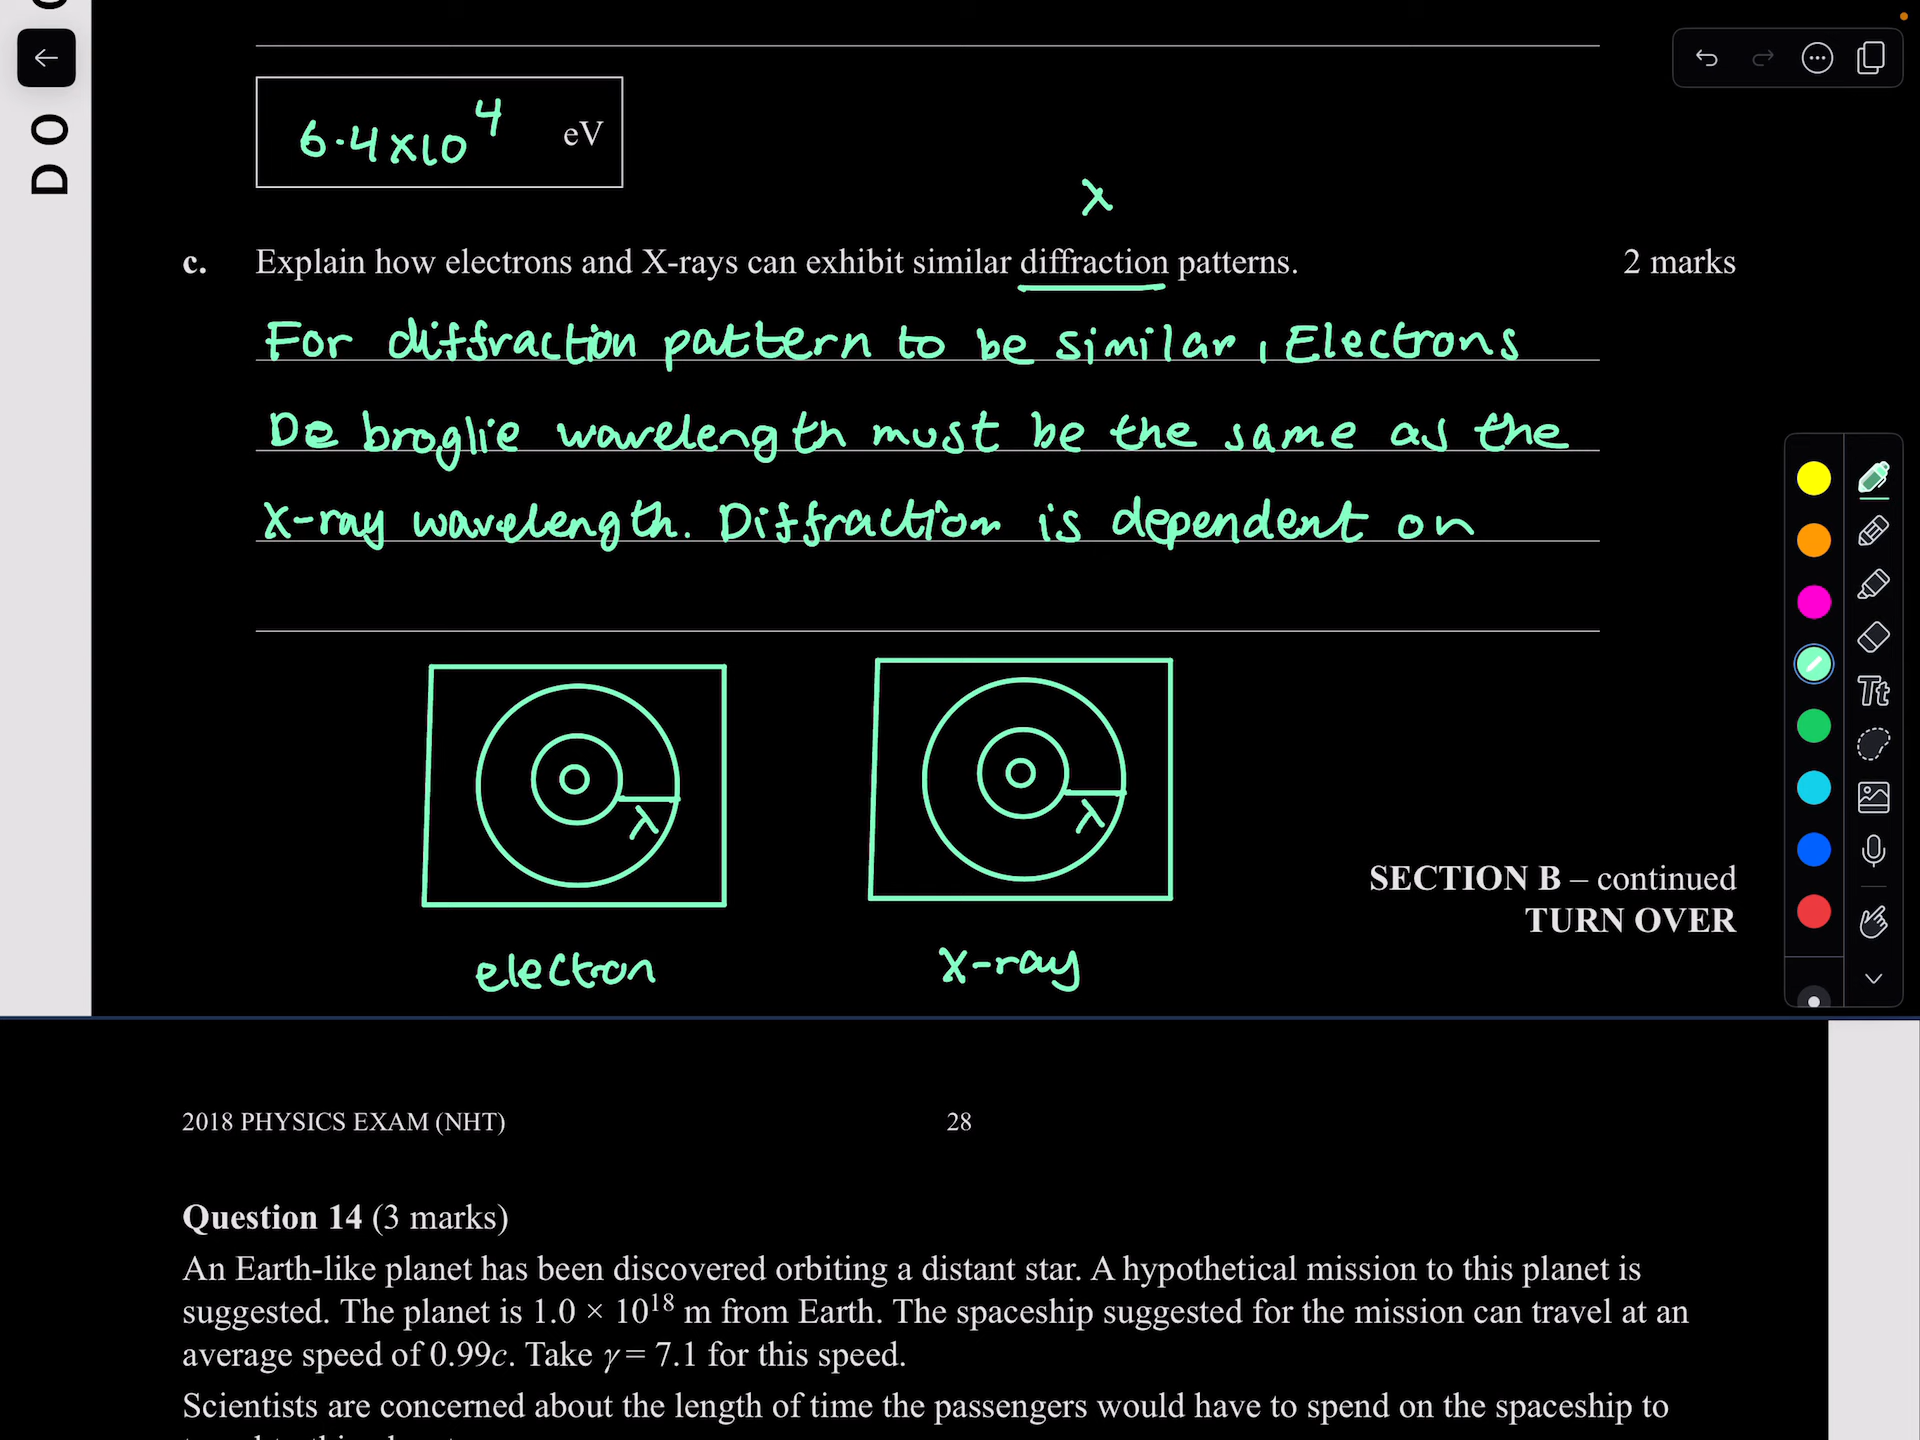 D O
6.4x10⁴ eV
λ
c. Explain how electrons and X-rays can exhibit similar diffraction patterns. 2 marks
For diffraction pattern to be similar, Electrons
De broglie wavelength must be the same as the
X-ray wavelength. Diffraction is dependent on
λ λ
SECTION B – continued
TURN OVER
electron X-ray
Tt
2018 PHYSICS EXAM (NHT) 28
Question 14 (3 marks)
An Earth-like planet has been discovered orbiting a distant star. A hypothetical mission to this planet is
suggested. The planet is 1.0 × 10¹⁸ m from Earth. The spaceship suggested for the mission can travel at an
average speed of 0.99c. Take γ = 7.1 for this speed.
Scientists are concerned about the length of time the passengers would have to spend on the spaceship to